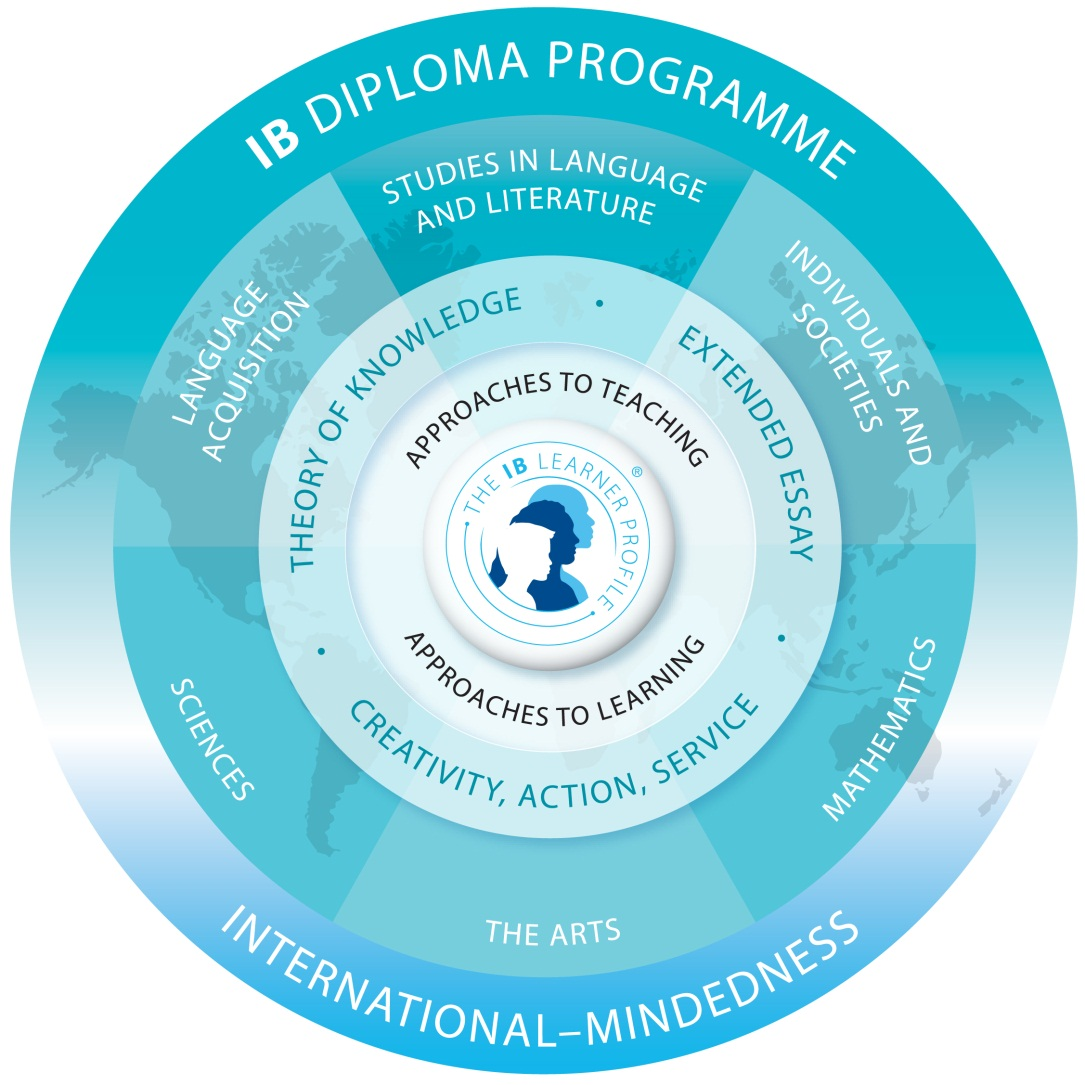 IB DIPLOMA PROGRAMME
STUDIES IN LANGUAGE
AND LITERATURE
LANGUAGE
ACQUISITION
INDIVIDUALS AND
SOCIETIES
THEORY OF KNOWLEDGE
EXTENDED ESSAY
APPROACHES TO TEACHING
THE IB LEARNER PROFILE
®
APPROACHES TO LEARNING
CREATIVITY, ACTION, SERVICE
SCIENCES
MATHEMATICS
THE ARTS
INTERNATIONAL–MINDEDNESS